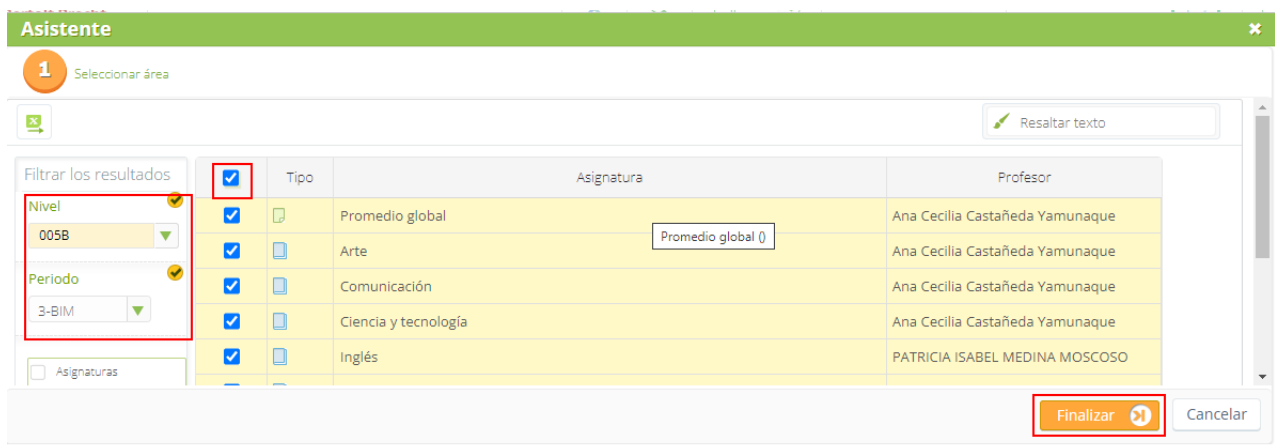 Asistente
1 Seleccionar área
Resaltar texto
Filtrar los resultados
Tipo Asignatura Profesor
Nivel
005B
Periodo
3-BIM
Asignaturas
Promedio global Ana Cecilia Castañeda Yamunaque
Promedio global ()
Arte Ana Cecilia Castañeda Yamunaque
Comunicación Ana Cecilia Castañeda Yamunaque
Ciencia y tecnología Ana Cecilia Castañeda Yamunaque
Inglés PATRICIA ISABEL MEDINA MOSCOSO
Finalizar Cancelar